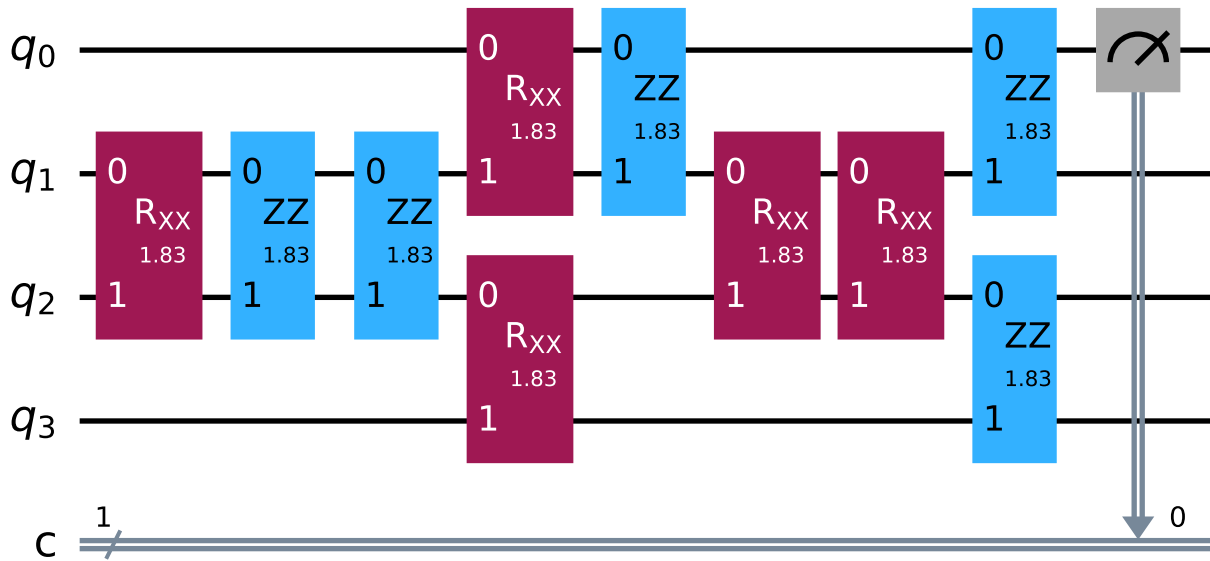 q0
0 0 0
RXX ZZ ZZ
1.83 1.83 1.83
q1
0 0 0 1 1 0 0 1
RXX ZZ ZZ RXX RXX
1.83 1.83 1.83 1.83 1.83
q2
1 1 1 0 1 1 0
RXX ZZ
1.83 1.83
q3
1 1
1 0
c